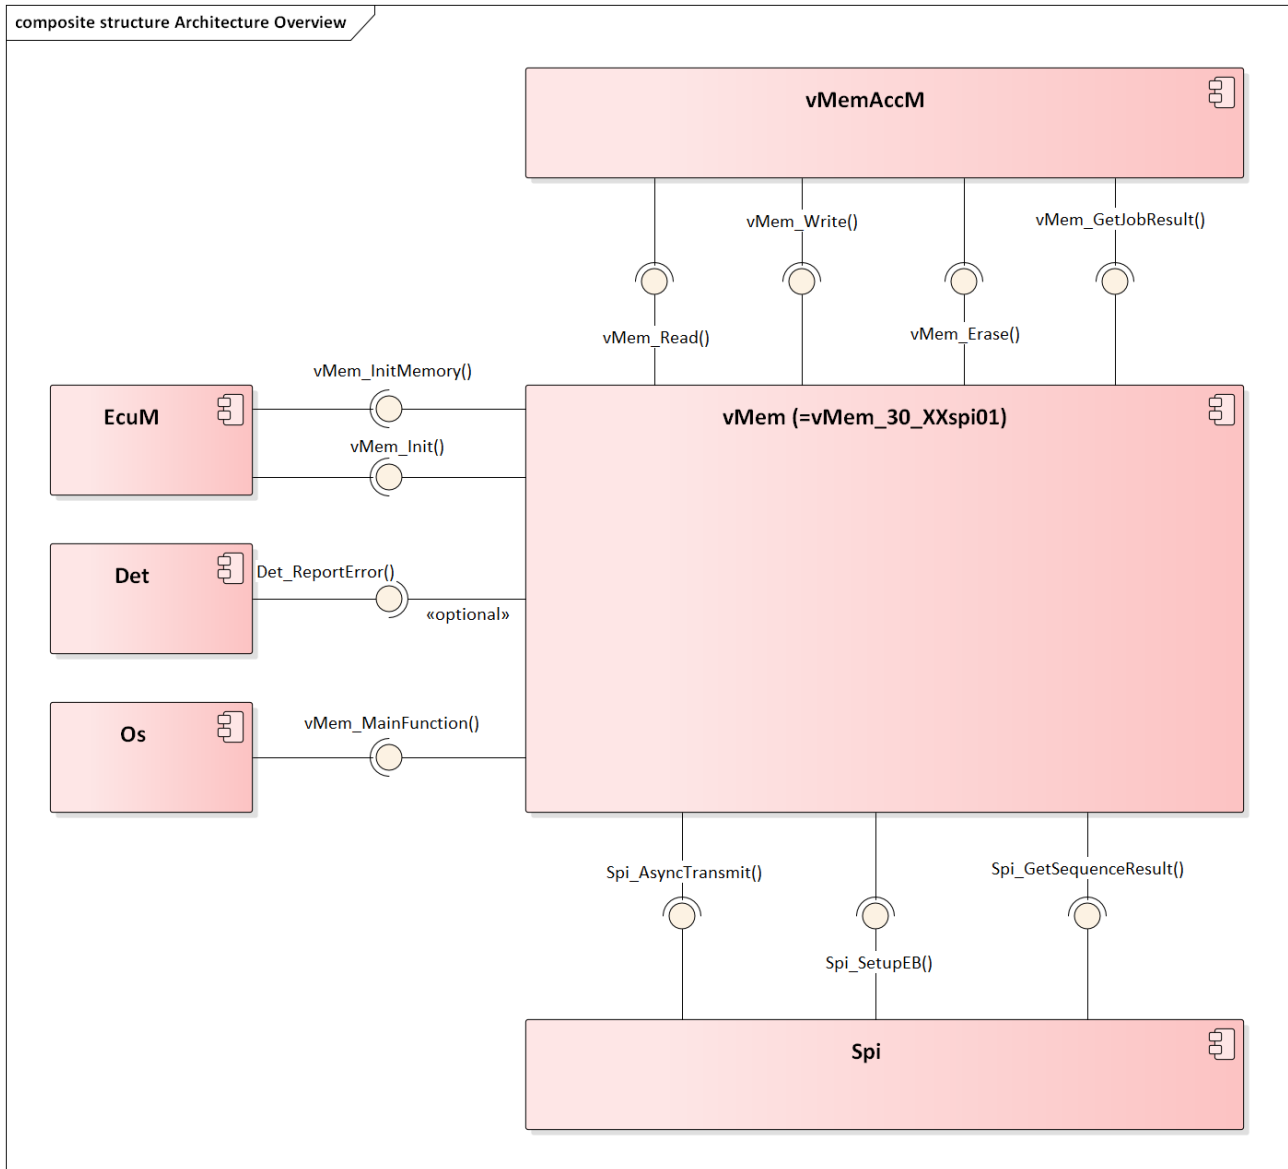 composite structure Architecture Overview
vMemAccM
vMem_Write()
vMem_GetJobResult()
vMem_Read()
vMem_Erase()
vMem_InitMemory()
EcuM
vMem (=vMem_30_XXspi01)
vMem_Init()
Det
Det_ReportError()
«optional»
Os
vMem_MainFunction()
Spi_AsyncTransmit()
Spi_GetSequenceResult()
Spi_SetupEB()
Spi